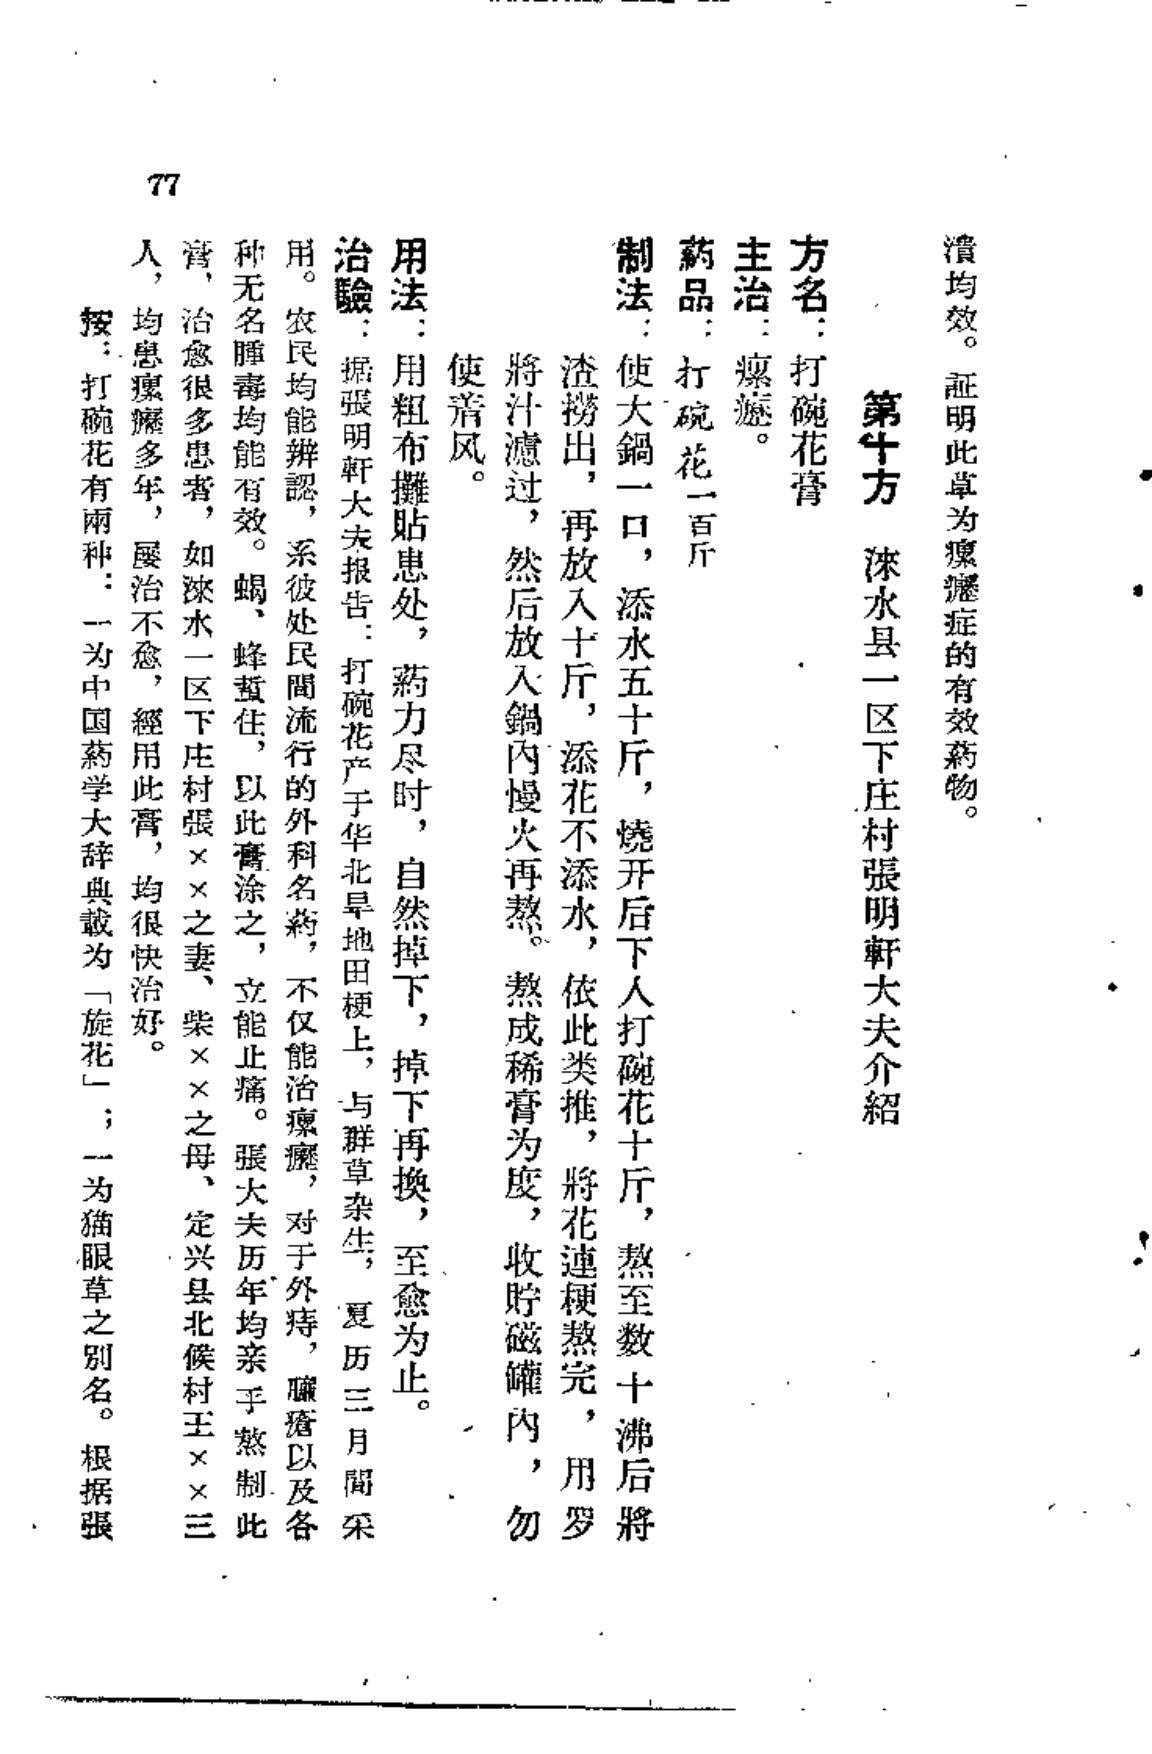 潰均效。証明此草为瘰癧症的有效葯物。
第十方　淶水县一区下庄村張明軒大夫介紹
方名：打碗花膏
主治：瘰癧。
葯品：打碗花一百斤
制法：使大鍋一口，添水五十斤，燒开后下入打碗花十斤，熬至数十沸后將
渣捞出，再放入十斤，添花不添水，依此类推，將花連梗熬完，用罗
將汁濾过，然后放入鍋內慢火再熬。熬成稀膏为度，收貯磁罐內，勿
使着风。
用法：用粗布攤貼患处，葯力尽时，自然掉下，掉下再换，至愈为止。
治驗：据張明軒大夫报告：打碗花产于华北旱地田梗上，与群草杂生，夏历三月間采
用。农民均能辨認，系彼处民間流行的外科名葯，不仅能治瘰癧，对于外痔，臁瘡以及各
种无名腫毒均能有效。蝎、蜂蜇住，以此膏涂之，立能止痛。張大夫历年均亲手熬制此
膏，治愈很多患者，如淶水一区下庄村張××之妻、柴××之母、定兴县北候村王××三
人，均患瘰癧多年，屡治不愈，經用此膏，均很快治好。
按：打碗花有兩种：一为中国葯学大辞典載为「旋花」；一为猫眼草之别名。根据張
77